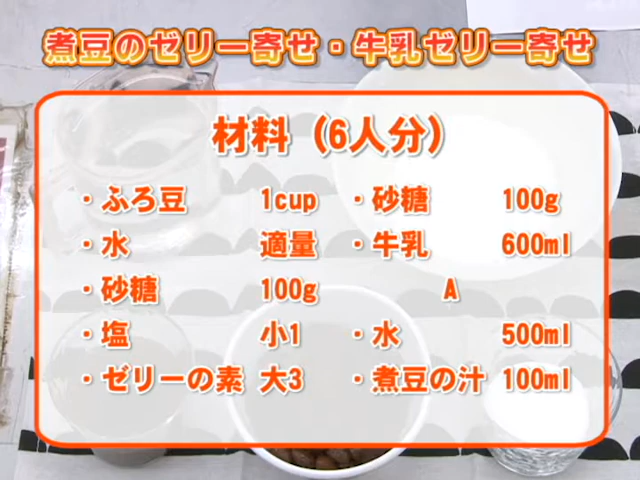 煮豆のゼリー寄せ・牛乳ゼリー寄せ
材料（6人分）
・ふろ豆 1cup ・砂糖 100g
・水 適量 ・牛乳 600ml
・砂糖 100g A
・塩 小1 ・水 500ml
・ゼリーの素 大3 ・煮豆の汁 100ml